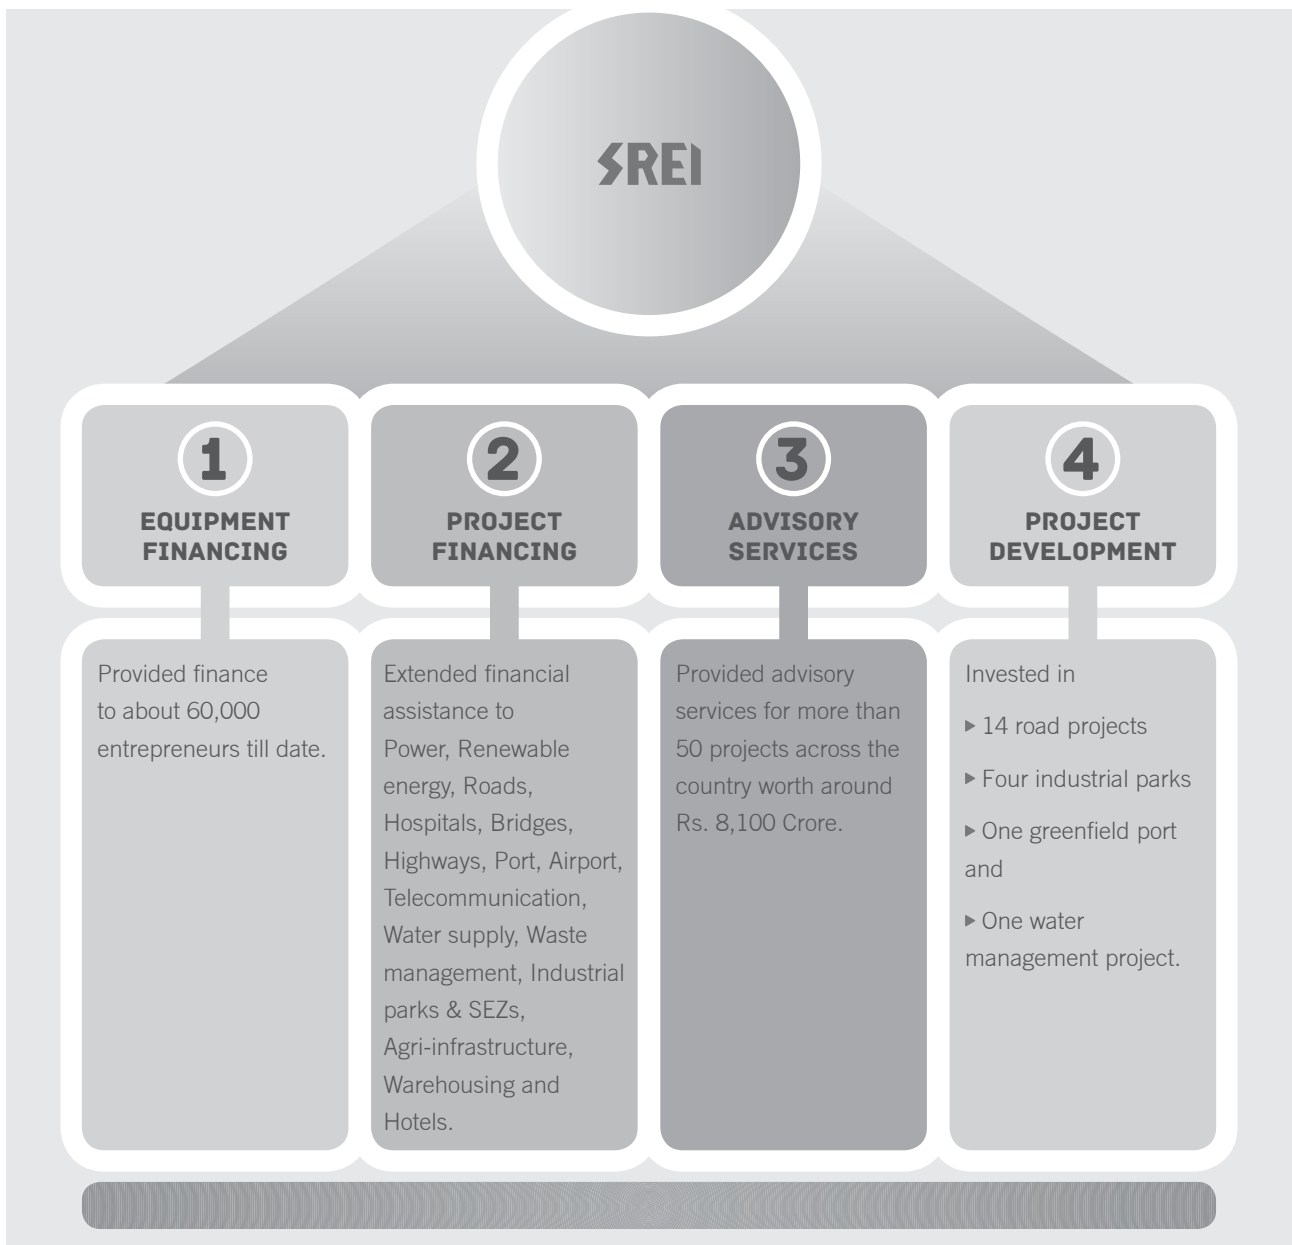 SREI
1
EQUIPMENT
FINANCING
Provided finance
to about 60,000
entrepreneurs till date.
2
PROJECT
FINANCING
Extended financial
assistance to
Power, Renewable
energy, Roads,
Hospitals, Bridges,
Highways, Port, Airport,
Telecommunication,
Water supply, Waste
management, Industrial
parks & SEZs,
Agri-infrastructure,
Warehousing and
Hotels.
3
ADVISORY
SERVICES
Provided advisory
services for more than
50 projects across the
country worth around
Rs. 8,100 Crore.
4
PROJECT
DEVELOPMENT
Invested in
▸ 14 road projects
▸ Four industrial parks
▸ One greenfield port
and
▸ One water
management project.